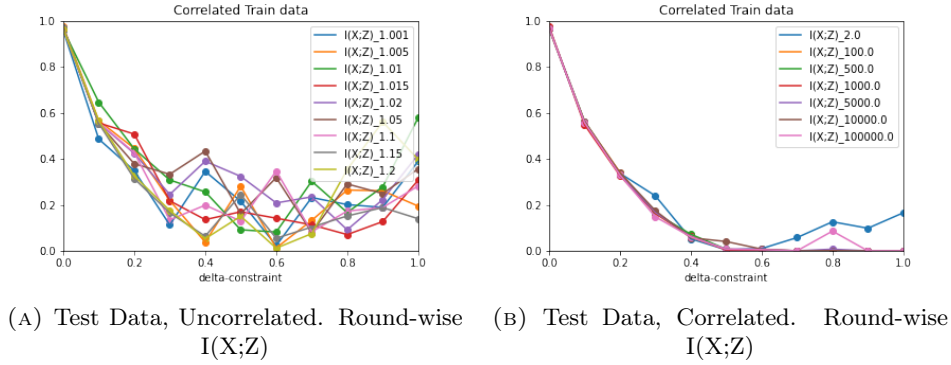 Correlated Train data
1.0
0.8
0.6
0.4
0.2
0.0
I(X;Z)_1.001
I(X;Z)_1.005
I(X;Z)_1.01
I(X;Z)_1.015
I(X;Z)_1.02
I(X;Z)_1.05
I(X;Z)_1.1
I(X;Z)_1.15
I(X;Z)_1.2
0.0 0.2 0.4 0.6 0.8 1.0
delta-constraint
(A) Test Data, Uncorrelated. Round-wise
I(X;Z)
Correlated Train data
1.0
0.8
0.6
0.4
0.2
0.0
I(X;Z)_2.0
I(X;Z)_100.0
I(X;Z)_500.0
I(X;Z)_1000.0
I(X;Z)_5000.0
I(X;Z)_10000.0
I(X;Z)_100000.0
0.0 0.2 0.4 0.6 0.8 1.0
delta-constraint
(B) Test Data, Correlated. Round-wise
I(X;Z)